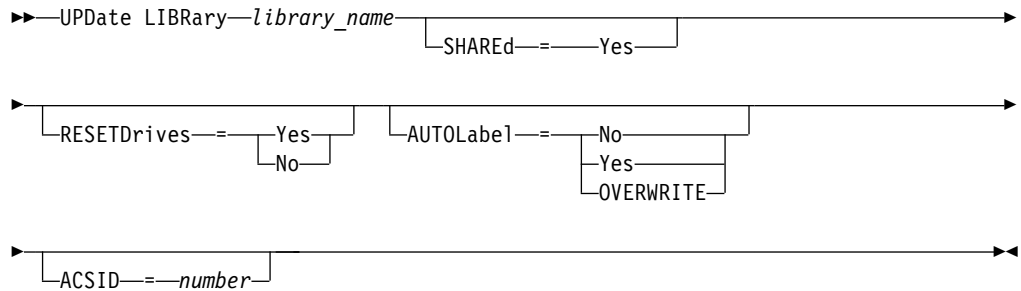 UPDate LIBRary library_name
SHAREd = Yes
RESETDrives = Yes AUTOLabel = No
No Yes
OVERWRITE
ACSID = number